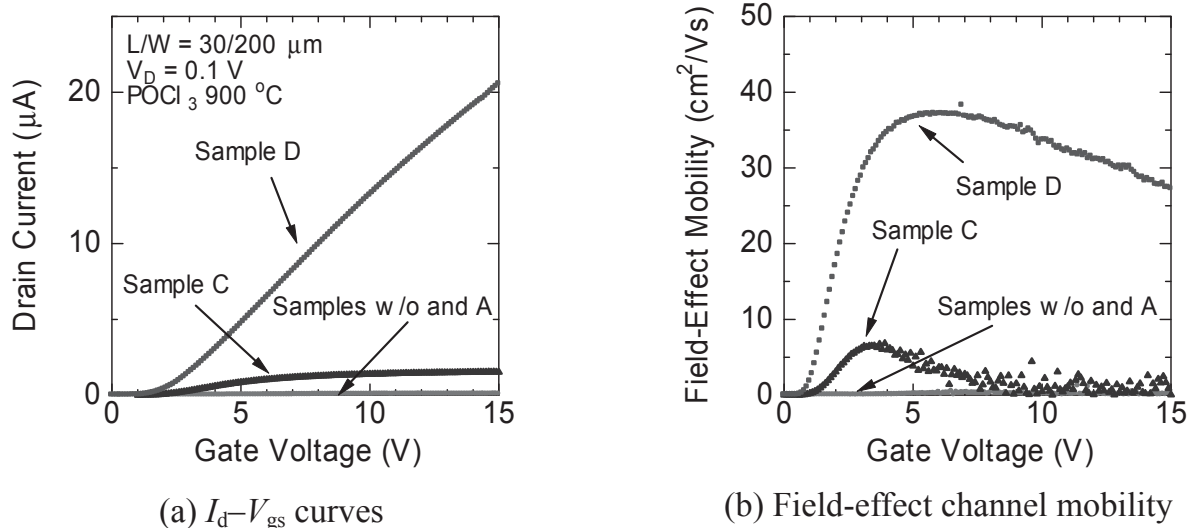 L/W = 30/200 μm
V_D = 0.1 V
POCl ₃ 900 ºC
20
10
0
0
5
10
15
Drain Current (μA)
Gate Voltage (V)
Sample D
Sample C
Samples w /o and A
(a) I_d–V_gs curves
50
40
30
20
10
0
0
5
10
15
Field-Effect Mobility (cm²/Vs)
Gate Voltage (V)
Sample D
Sample C
Samples w /o and A
(b) Field-effect channel mobility